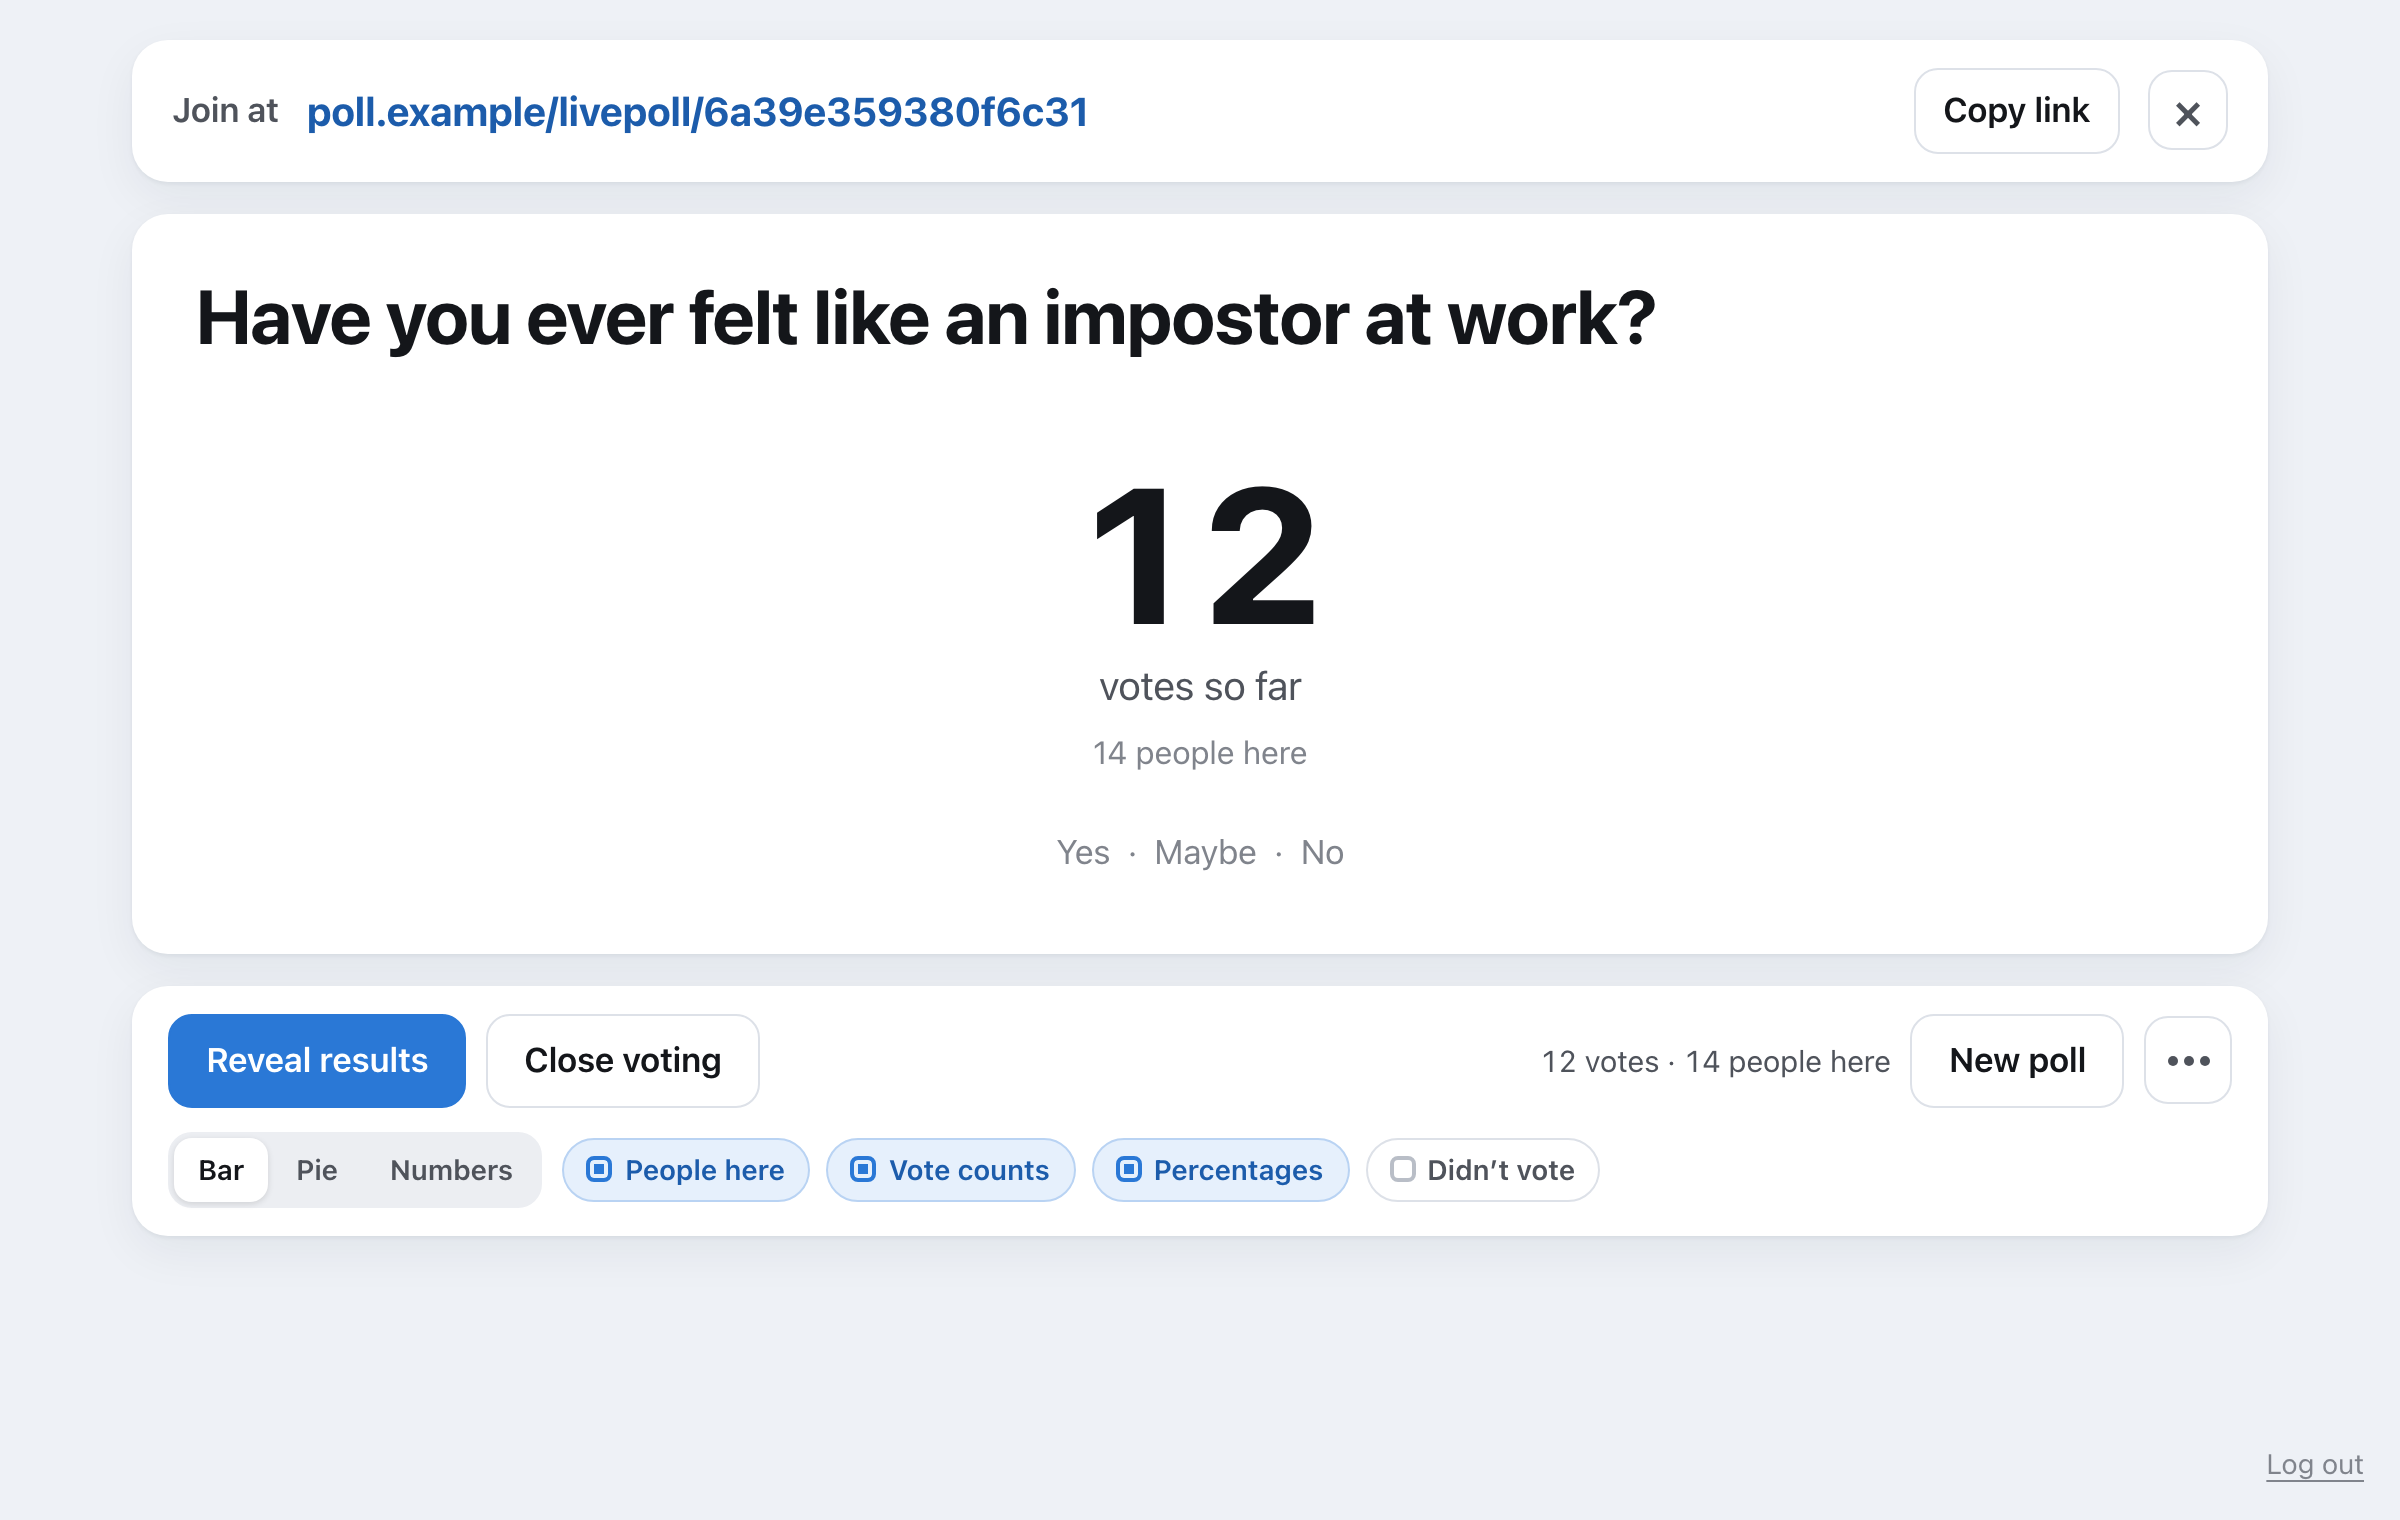 Join at poll.example/livepoll/6a39e359380f6c31 Copy link ×
Have you ever felt like an impostor at work?
12
votes so far
14 people here
Yes · Maybe · No
Reveal results Close voting 12 votes · 14 people here New poll •••
Bar Pie Numbers People here Vote counts Percentages Didn’t vote
Log out